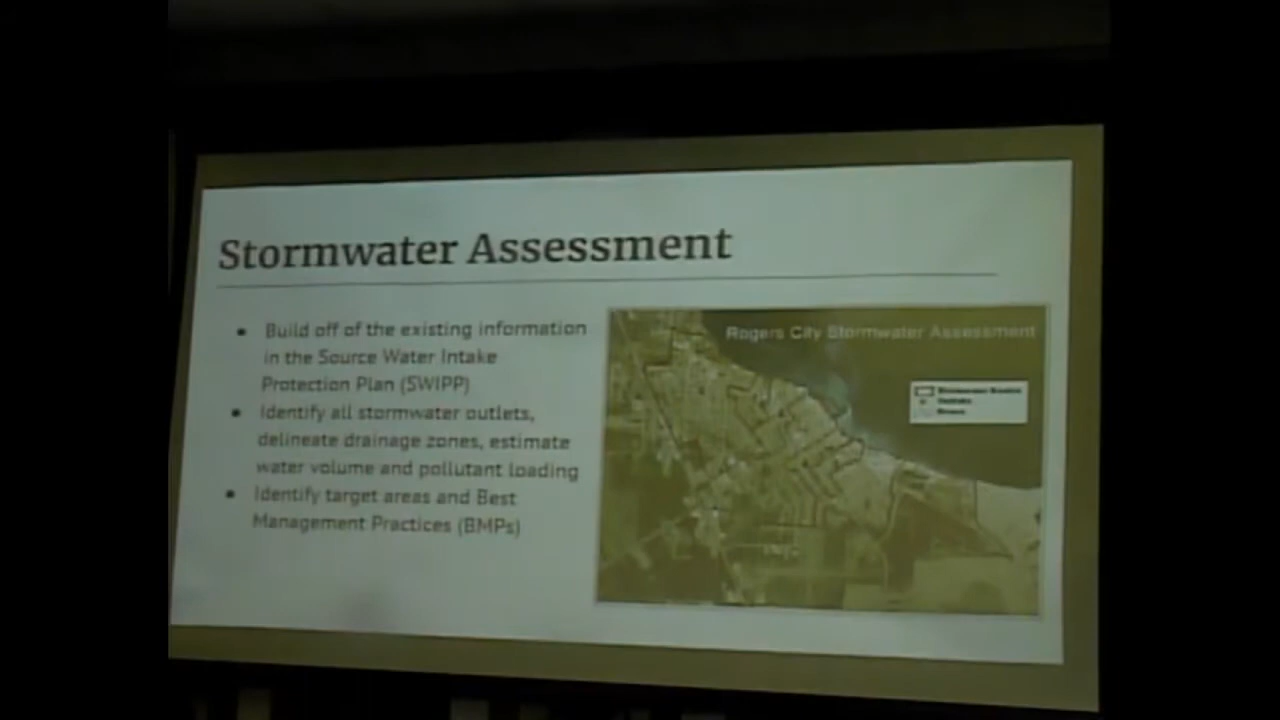 Stormwater Assessment
• Build off of the existing information
in the Source Water Intake
Protection Plan (SWIPP)
• Identify all stormwater outlets,
delineate drainage zones, estimate
water volume and pollutant loading
• Identify target areas and Best
Management Practices (BMPs)
Rogers City Stormwater Assessment